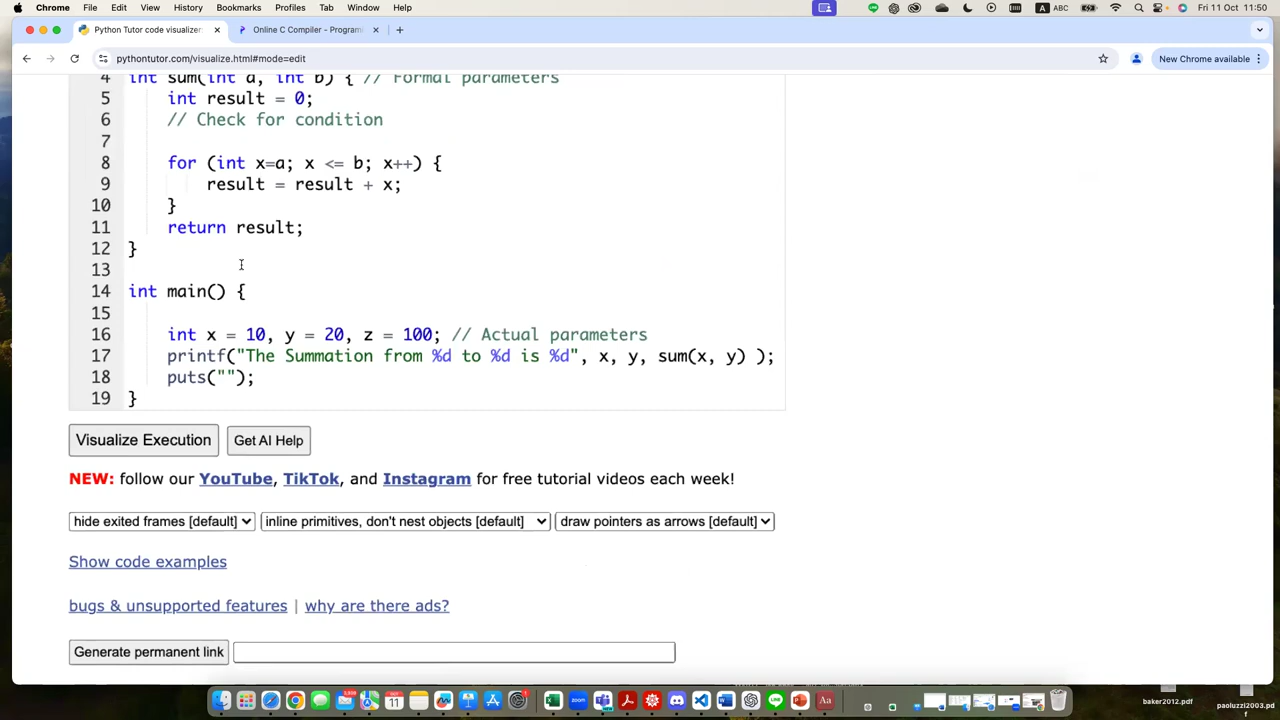 Chrome File Edit View History Bookmarks Profiles Tab Window Help ABC Fri 11 Oct 11:50
Python Tutor code visualizer Online C Compiler - Program
pythontutor.com/visualize.html#mode=edit New Chrome available
4 int sum(int a, int b) { // Formal parameters
5 int result = 0;
6 // Check for condition
7
8 for (int x=a; x <= b; x++) {
9 result = result + x;
10 }
11 return result;
12 }
13
14 int main() {
15
16 int x = 10, y = 20, z = 100; // Actual parameters
17 printf("The Summation from %d to %d is %d", x, y, sum(x, y) );
18 puts("");
19 }
Visualize Execution Get AI Help
NEW: follow our YouTube, TikTok, and Instagram for free tutorial videos each week!
hide exited frames [default] inline primitives, don't nest objects [default] draw pointers as arrows [default]
Show code examples
bugs & unsupported features | why are there ads?
Generate permanent link
baker2012.pdf
paoluzzi2003.pd
f